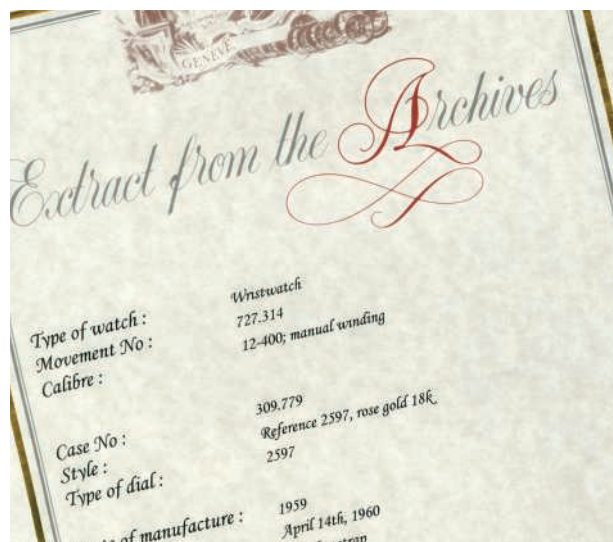 GENEVE
Extract from the Archives
Type of watch : Wristwatch
Movement No : 727.314
Calibre : 12-400; manual winding
Case No : 309.779
Style : Reference 2597, rose gold 18k.
Type of dial : 2597
of manufacture : 1959
April 14th, 1960